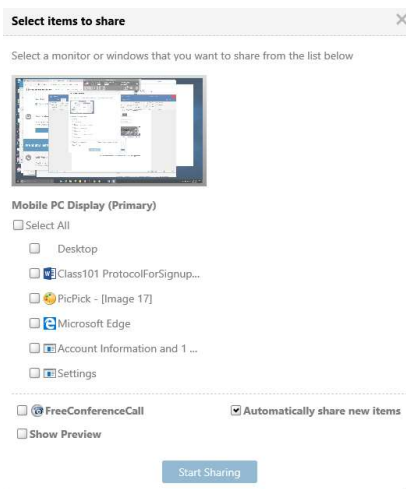 Select items to share
Select a monitor or windows that you want to share from the list below
Mobile PC Display (Primary)
Select All
Desktop
Class101 ProtocolForSignup...
PicPick - [Image 17]
Microsoft Edge
Account Information and 1 ...
Settings
FreeConferenceCall
Automatically share new items
Show Preview
Start Sharing